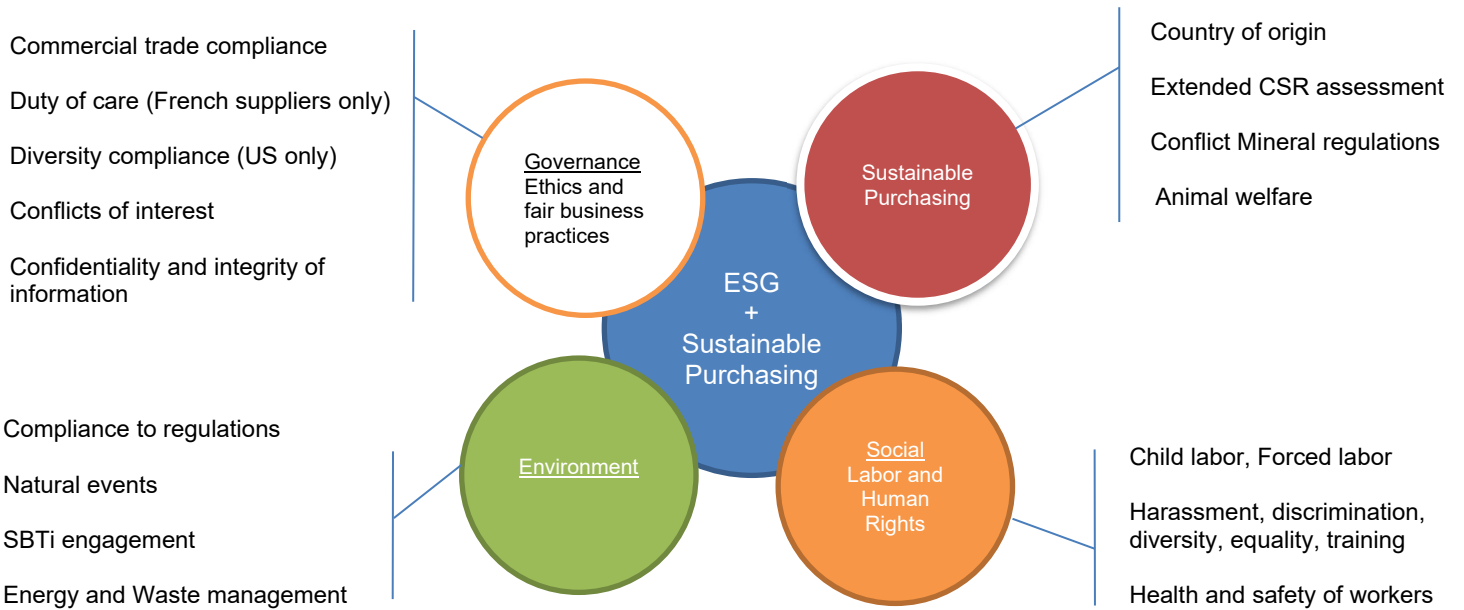 Commercial trade compliance
Duty of care (French suppliers only)
Diversity compliance (US only)
Conflicts of interest
Confidentiality and integrity of
information
Governance
Ethics and
fair business
practices
Sustainable
Purchasing
Country of origin
Extended CSR assessment
Conflict Mineral regulations
Animal welfare
ESG
+
Sustainable
Purchasing
Compliance to regulations
Natural events
SBTi engagement
Energy and Waste management
Environment
Social
Labor and
Human
Rights
Child labor, Forced labor
Harassment, discrimination,
diversity, equality, training
Health and safety of workers